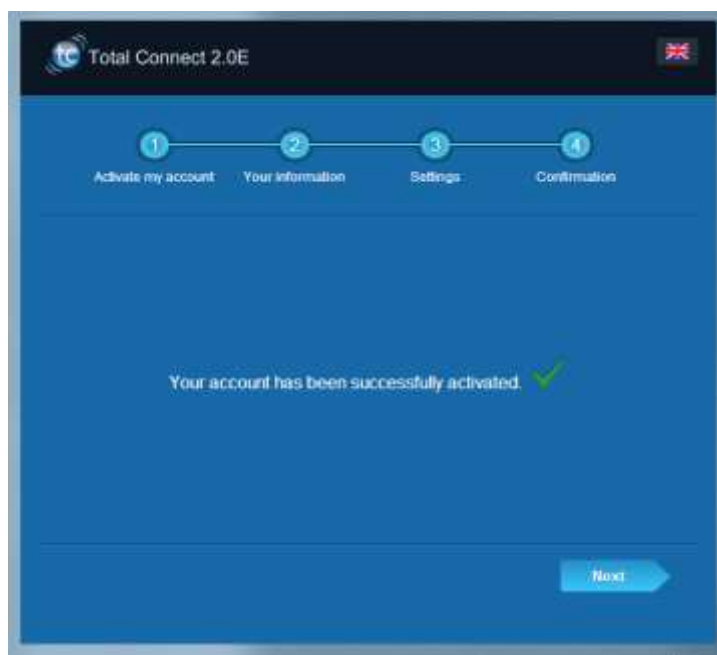 tc Total Connect 2.0E
1 2 3 4
Activate my account Your information Settings Confirmation
Your account has been successfully activated.
Next